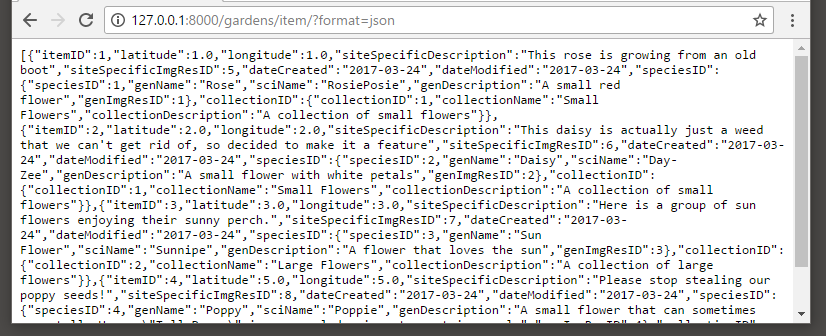 127.0.0.1:8000/gardens/item/?format=json
[{"itemID":1,"latitude":1.0,"longitude":1.0,"siteSpecificDescription":"This rose is growing from an old
boot","siteSpecificImgResID":5,"dateCreated":"2017-03-24","dateModified":"2017-03-24","speciesID":
{"speciesID":1,"genName":"Rose","sciName":"RosiePosie","genDescription":"A small red
flower","genImgResID":1},"collectionID":{"collectionID":1,"collectionName":"Small
Flowers","collectionDescription":"A collection of small flowers"}},
{"itemID":2,"latitude":2.0,"longitude":2.0,"siteSpecificDescription":"This daisy is actually just a weed
that we can't get rid of, so decided to make it a feature","siteSpecificImgResID":6,"dateCreated":"2017-03-
24","dateModified":"2017-03-24","speciesID":{"speciesID":2,"genName":"Daisy","sciName":"Day-
Zee","genDescription":"A small flower with white petals","genImgResID":2},"collectionID":
{"collectionID":1,"collectionName":"Small Flowers","collectionDescription":"A collection of small
flowers"}},{"itemID":3,"latitude":3.0,"longitude":3.0,"siteSpecificDescription":"Here is a group of sun
flowers enjoying their sunny perch.","siteSpecificImgResID":7,"dateCreated":"2017-03-
24","dateModified":"2017-03-24","speciesID":{"speciesID":3,"genName":"Sun
Flower","sciName":"Sunnipe","genDescription":"A flower that loves the sun","genImgResID":3},"collectionID":
{"collectionID":2,"collectionName":"Large Flowers","collectionDescription":"A collection of large
flowers"}},{"itemID":4,"latitude":5.0,"longitude":5.0,"siteSpecificDescription":"Please stop stealing our
poppy seeds!","siteSpecificImgResID":8,"dateCreated":"2017-03-24","dateModified":"2017-03-24","speciesID":
{"speciesID":4,"genName":"Poppy","sciName":"Poppie","genDescription":"A small flower that can sometimes